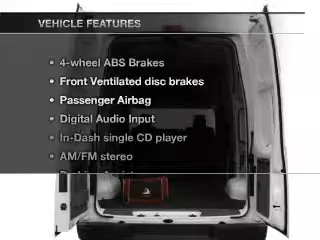 VEHICLE FEATURES
• 4-wheel ABS Brakes
• Front Ventilated disc brakes
• Passenger Airbag
• Digital Audio Input
• In-Dash single CD player
• AM/FM stereo